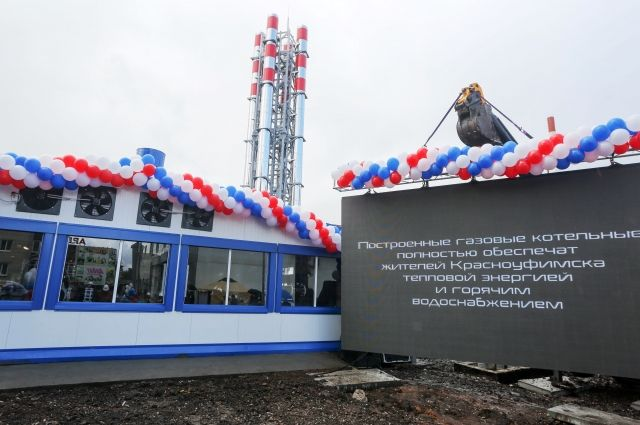 Построенные газовые котельные
полностью обеспечат
жителей Красноуфимска
тепловой энергией
и горячим
водоснабжением